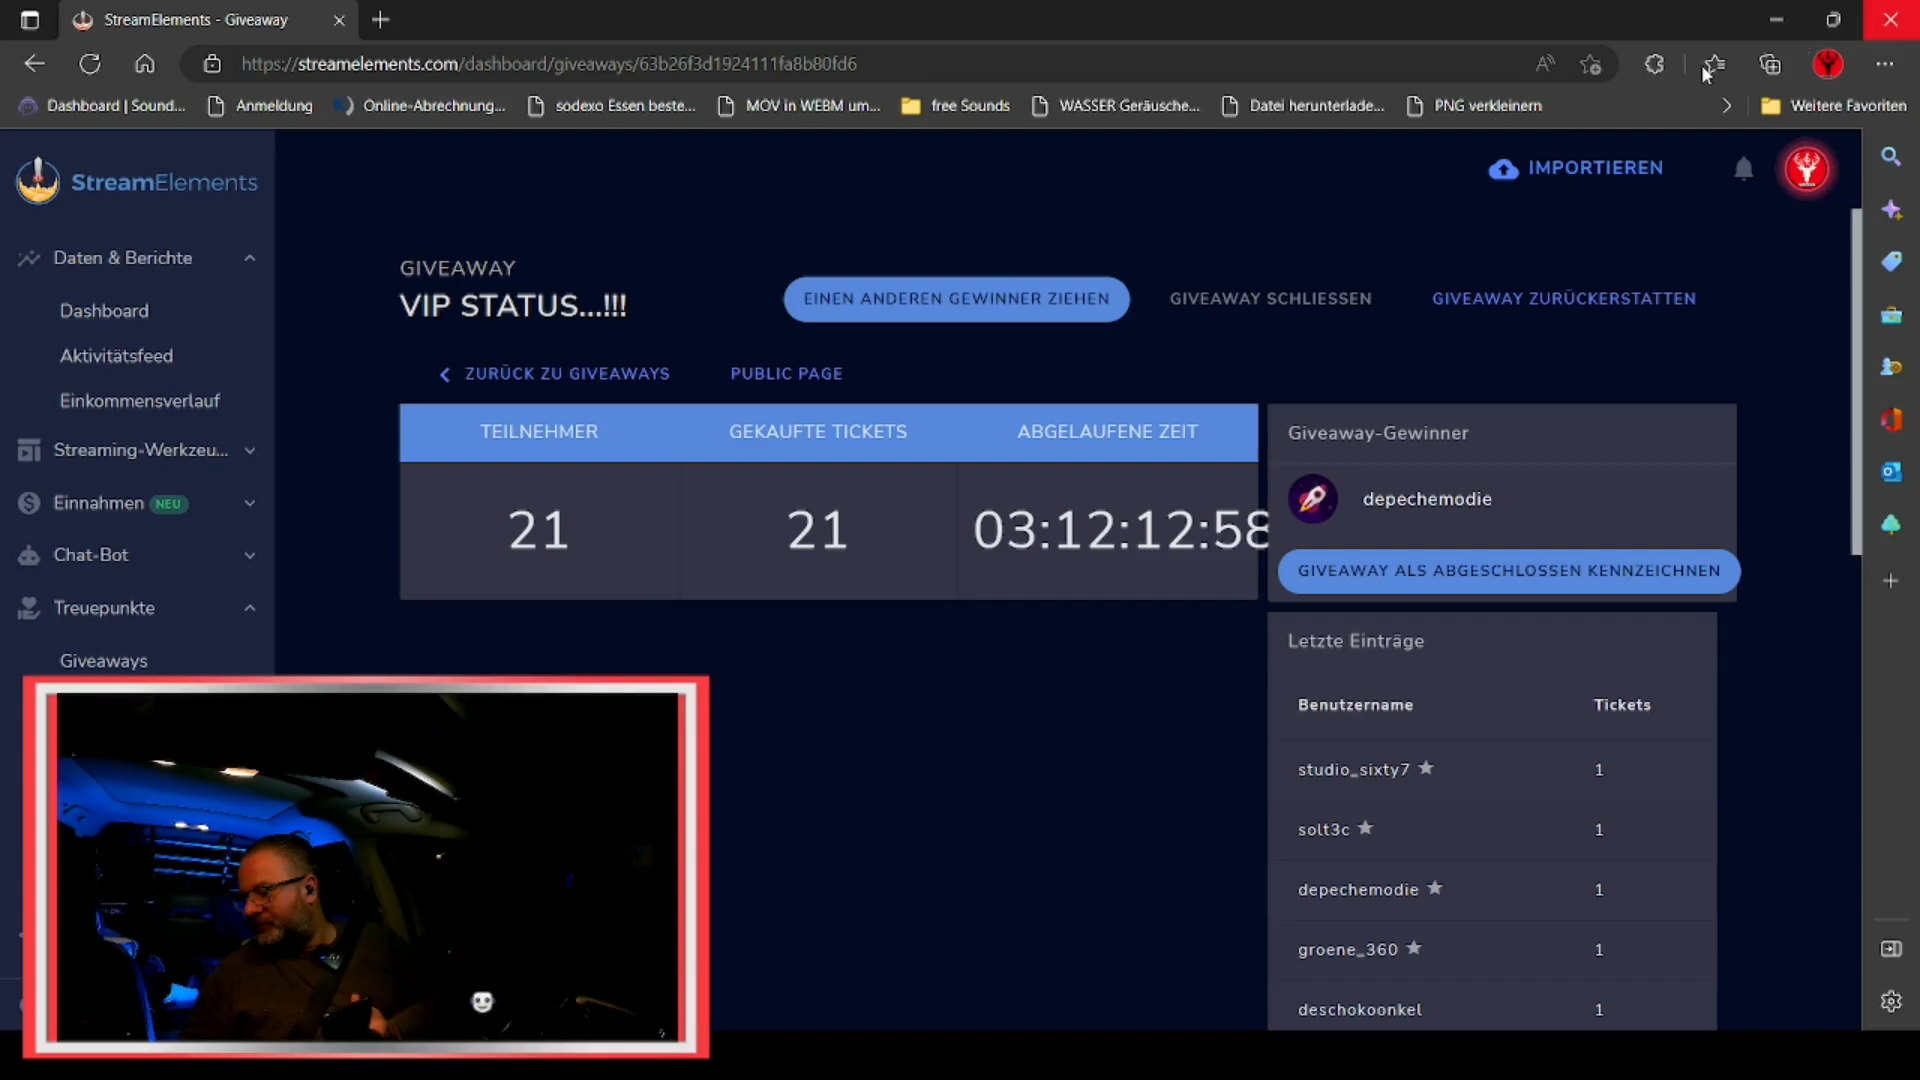 StreamElements - Giveaway
https://streamelements.com/dashboard/giveaways/63b26f3d1924111fa8b80fd6
Dashboard | Sound...
Anmeldung
Online-Abrechnung...
sodexo Essen beste...
MOV in WEBM um...
free Sounds
WASSER Geräusche...
Datei herunterlade...
PNG verkleinern
Weitere Favoriten
StreamElements
IMPORTIEREN
Daten & Berichte
Dashboard
Aktivitätsfeed
Einkommensverlauf
Streaming-Werkzeu...
Einnahmen NEU
Chat-Bot
Treuepunkte
Giveaways
GIVEAWAY
VIP STATUS...!!!
EINEN ANDEREN GEWINNER ZIEHEN
GIVEAWAY SCHLIESSEN
GIVEAWAY ZURÜCKERSTATTEN
ZURÜCK ZU GIVEAWAYS
PUBLIC PAGE
TEILNEHMER
GEKAUFTE TICKETS
ABGELAUFENE ZEIT
21
21
03:12:12:58
Giveaway-Gewinner
depechemodie
GIVEAWAY ALS ABGESCHLOSSEN KENNZEICHNEN
Letzte Einträge
Benutzername Tickets
studio_sixty7 1
solt3c 1
depechemodie 1
groene_360 1
deschokoonkel 1